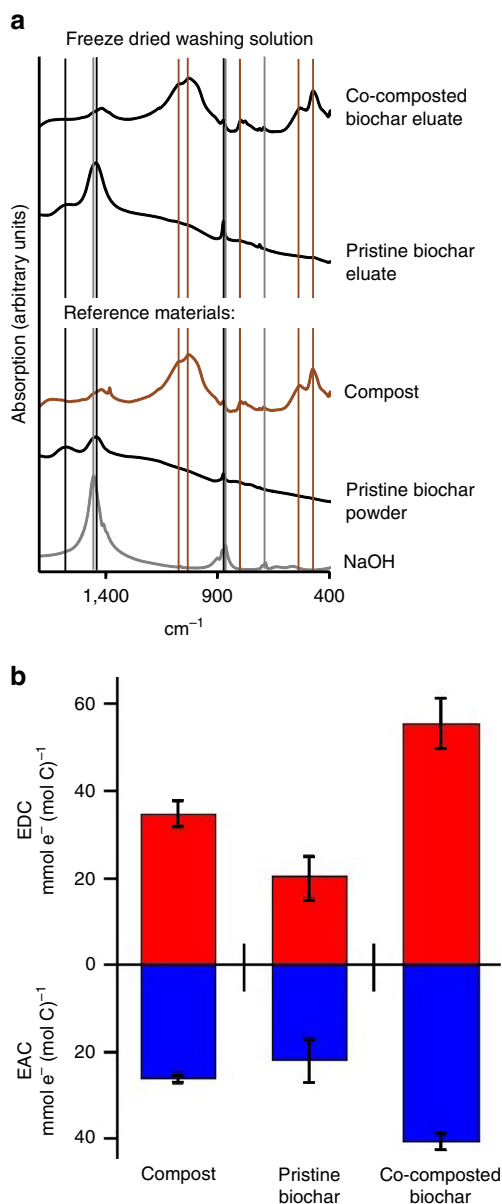 a
Freeze dried washing solution
Co-composted
biochar eluate
Pristine biochar
eluate
Reference materials:
Compost
Pristine biochar
powder
NaOH
Absorption (arbitrary units)
1,400
900
400
cm⁻¹
b
60
40
20
0
20
40
EDC
mmol e⁻ (mol C)⁻¹
EAC
mmol e⁻ (mol C)⁻¹
Compost
Pristine
biochar
Co-composted
biochar